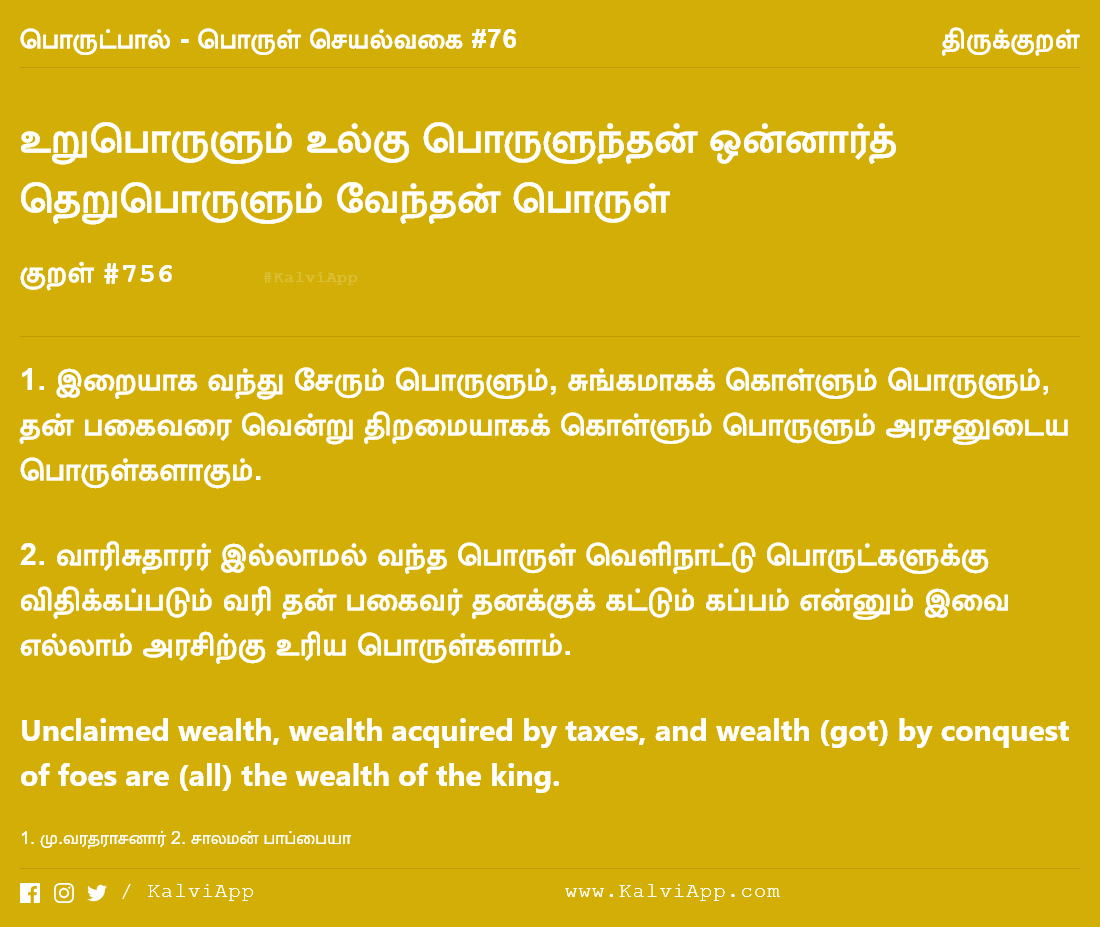 பொருட்பால் - பொருள் செயல்வகை #76 திருக்குறள்
உறுபொருளும் உல்கு பொருளுந்தன் ஒன்னார்த்
தெறுபொருளும் வேந்தன் பொருள்
குறள் #756 #KalviApp
1. இறையாக வந்து சேரும் பொருளும், சுங்கமாகக் கொள்ளும் பொருளும்,
தன் பகைவரை வென்று திறமையாகக் கொள்ளும் பொருளும் அரசனுடைய
பொருள்களாகும்.
2. வாரிசுதாரர் இல்லாமல் வந்த பொருள் வெளிநாட்டு பொருட்களுக்கு
விதிக்கப்படும் வரி தன் பகைவர் தனக்குக் கட்டும் கப்பம் என்னும் இவை
எல்லாம் அரசிற்கு உரிய பொருள்களாம்.
Unclaimed wealth, wealth acquired by taxes, and wealth (got) by conquest
of foes are (all) the wealth of the king.
1. மு.வரதராசனார் 2. சாலமன் பாப்பையா
/ KalviApp www.KalviApp.com